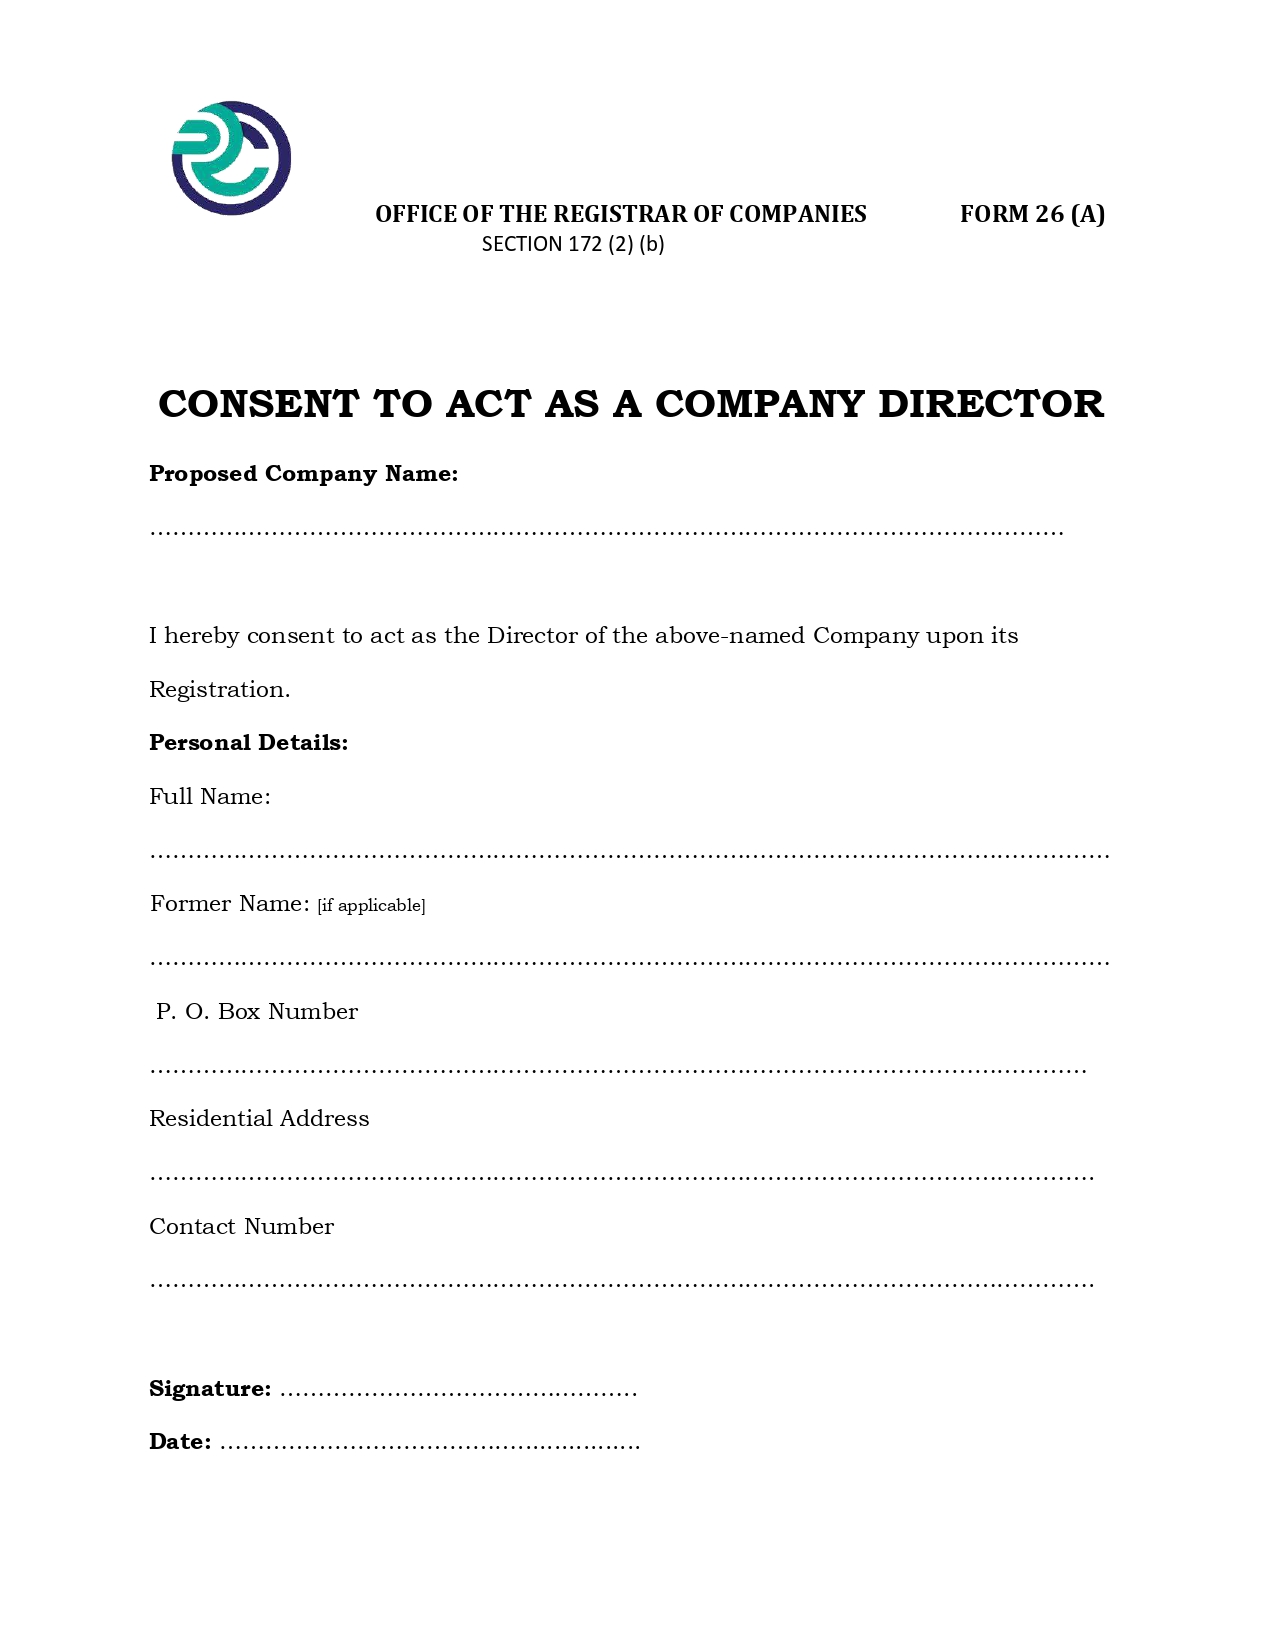 RC
OFFICE OF THE REGISTRAR OF COMPANIES FORM 26 (A)
SECTION 172 (2) (b)
CONSENT TO ACT AS A COMPANY DIRECTOR
Proposed Company Name:
……………………………………………………………………………………………………………
I hereby consent to act as the Director of the above-named Company upon its
Registration.
Personal Details:
Full Name:
…………………………………………………………………………………………………………………
Former Name: [if applicable]
…………………………………………………………………………………………………………………
P. O. Box Number
………………………………………………………………………………………………………………
Residential Address
………………………………………………………………………………………………………………
Contact Number
………………………………………………………………………………………………………………
Signature: …………………………………………
Date: ………………………………………………